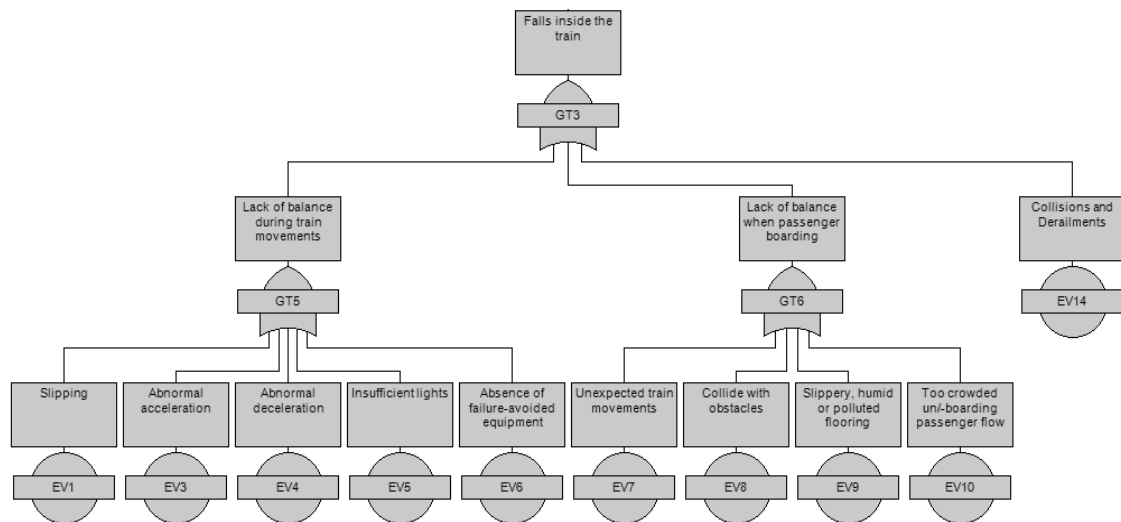 Falls inside the
train
GT3
Lack of balance
during train
movements
Lack of balance
when passenger
boarding
Collisions and
Derailments
GT5
GT6
EV14
Slipping
Abnormal
acceleration
Abnormal
deceleration
Insufficient lights
Absence of
failure-avoided
equipment
Unexpected train
movements
Collide with
obstacles
Slippery, humid
or polluted
flooring
Too crowded
un/-boarding
passenger flow
EV1
EV3
EV4
EV5
EV6
EV7
EV8
EV9
EV10